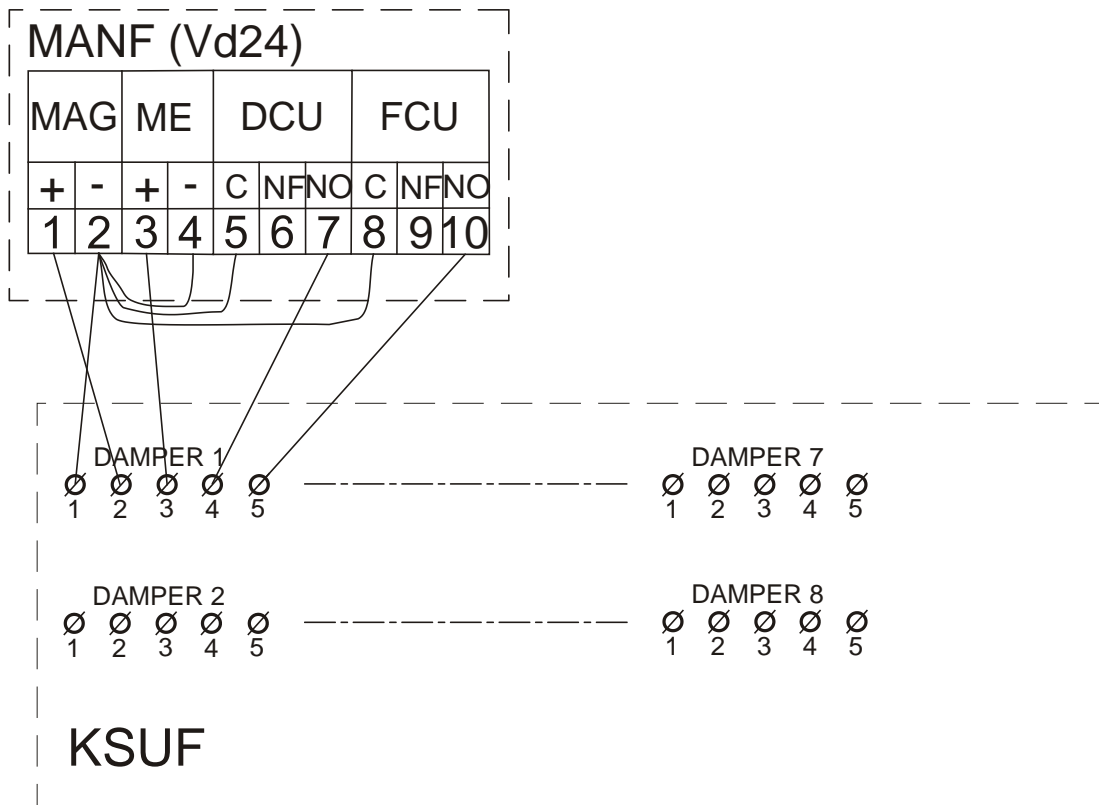 MANF (Vd24)
MAG ME DCU FCU
+ - + - C NF NO C NF NO
1 2 3 4 5 6 7 8 9 10
DAMPER 1 DAMPER 7
1 2 3 4 5 1 2 3 4 5
DAMPER 2 DAMPER 8
1 2 3 4 5 1 2 3 4 5
KSUF